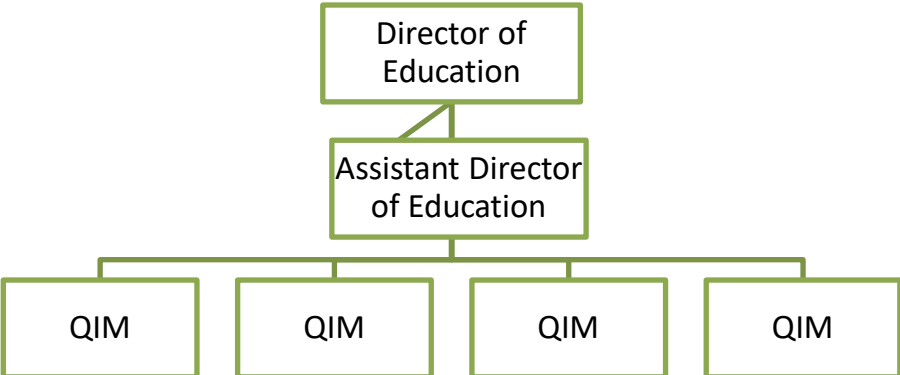 Director of
Education
Assistant Director
of Education
QIM
QIM
QIM
QIM